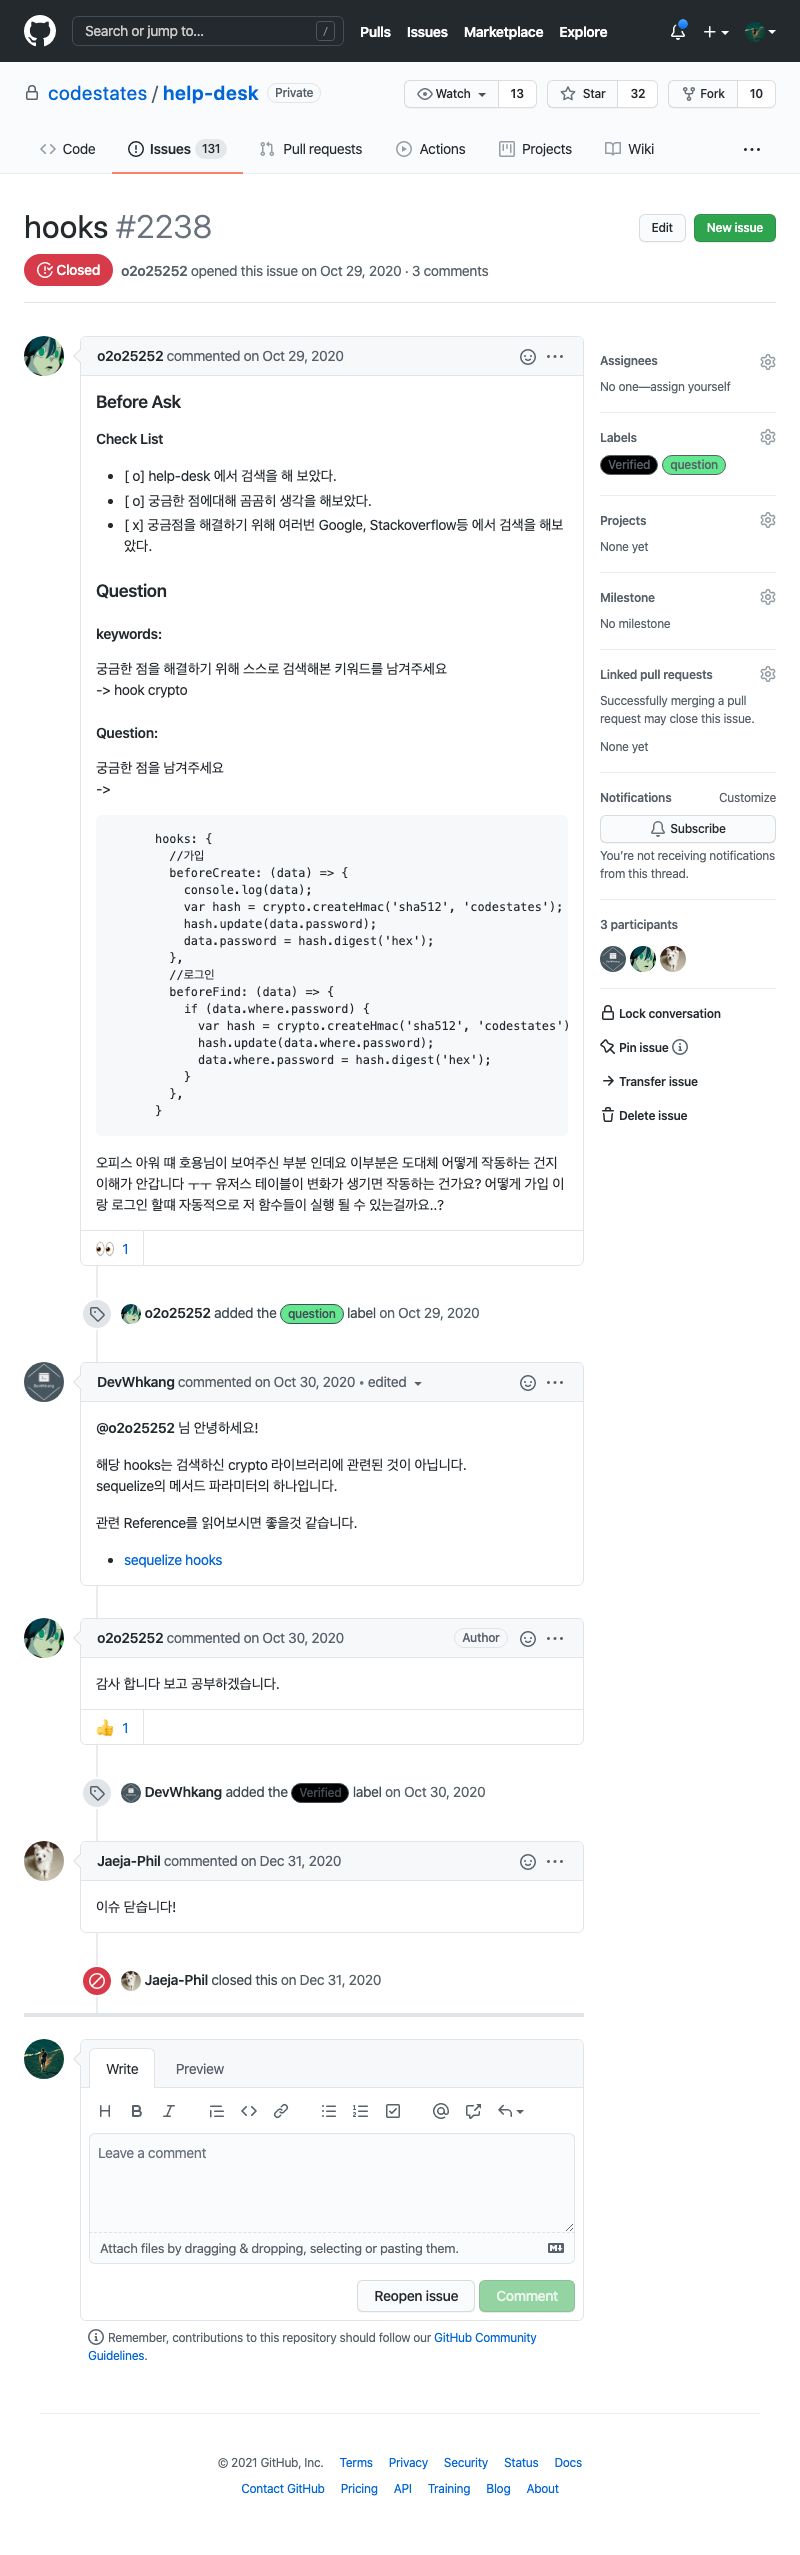 Search or jump to... /
Pulls Issues Marketplace Explore
codestates / help-desk Private
Watch 13 Star 32 Fork 10
Code Issues 131 Pull requests Actions Projects Wiki ...
hooks #2238
Edit New issue
Closed o2o25252 opened this issue on Oct 29, 2020 · 3 comments
o2o25252 commented on Oct 29, 2020
Before Ask
Check List
• [ o] help-desk 에서 검색을 해 보았다.
• [ o] 궁금한 점에대해 곰곰히 생각을 해보았다.
• [ x] 궁금점을 해결하기 위해 여러번 Google, Stackoverflow등 에서 검색을 해보
았다.
Question
keywords:
궁금한 점을 해결하기 위해 스스로 검색해본 키워드를 남겨주세요
-> hook crypto
Question:
궁금한 점을 남겨주세요
->
hooks: {
//가입
beforeCreate: (data) => {
console.log(data);
var hash = crypto.createHmac('sha512', 'codestates');
hash.update(data.password);
data.password = hash.digest('hex');
},
//로그인
beforeFind: (data) => {
if (data.where.password) {
var hash = crypto.createHmac('sha512', 'codestates')
hash.update(data.where.password);
data.where.password = hash.digest('hex');
}
},
}
오피스 아워 떄 호용님이 보여주신 부분 인데요 이부분은 도대체 어떻게 작동하는 건지
이해가 안갑니다 ㅜㅜ 유저스 테이블이 변화가 생기면 작동하는 건가요? 어떻게 가입 이
랑 로그인 할떄 자동적으로 저 함수들이 실행 될 수 있는걸까요..?
👀 1
o2o25252 added the question label on Oct 29, 2020
DevWhkang commented on Oct 30, 2020 • edited
@o2o25252 님 안녕하세요!
해당 hooks는 검색하신 crypto 라이브러리에 관련된 것이 아닙니다.
sequelize의 메서드 파라미터의 하나입니다.
관련 Reference를 읽어보시면 좋을것 같습니다.
• sequelize hooks
o2o25252 commented on Oct 30, 2020 Author
감사 합니다 보고 공부하겠습니다.
👍 1
DevWhkang added the Verified label on Oct 30, 2020
Jaeja-Phil commented on Dec 31, 2020
이슈 닫습니다!
Jaeja-Phil closed this on Dec 31, 2020
Write Preview
Leave a comment
Attach files by dragging & dropping, selecting or pasting them.
Reopen issue Comment
Remember, contributions to this repository should follow our GitHub Community
Guidelines.
Assignees
No one—assign yourself
Labels
Verified question
Projects
None yet
Milestone
No milestone
Linked pull requests
Successfully merging a pull
request may close this issue.
None yet
Notifications Customize
Subscribe
You're not receiving notifications
from this thread.
3 participants
Lock conversation
Pin issue
Transfer issue
Delete issue
© 2021 GitHub, Inc. Terms Privacy Security Status Docs
Contact GitHub Pricing API Training Blog About